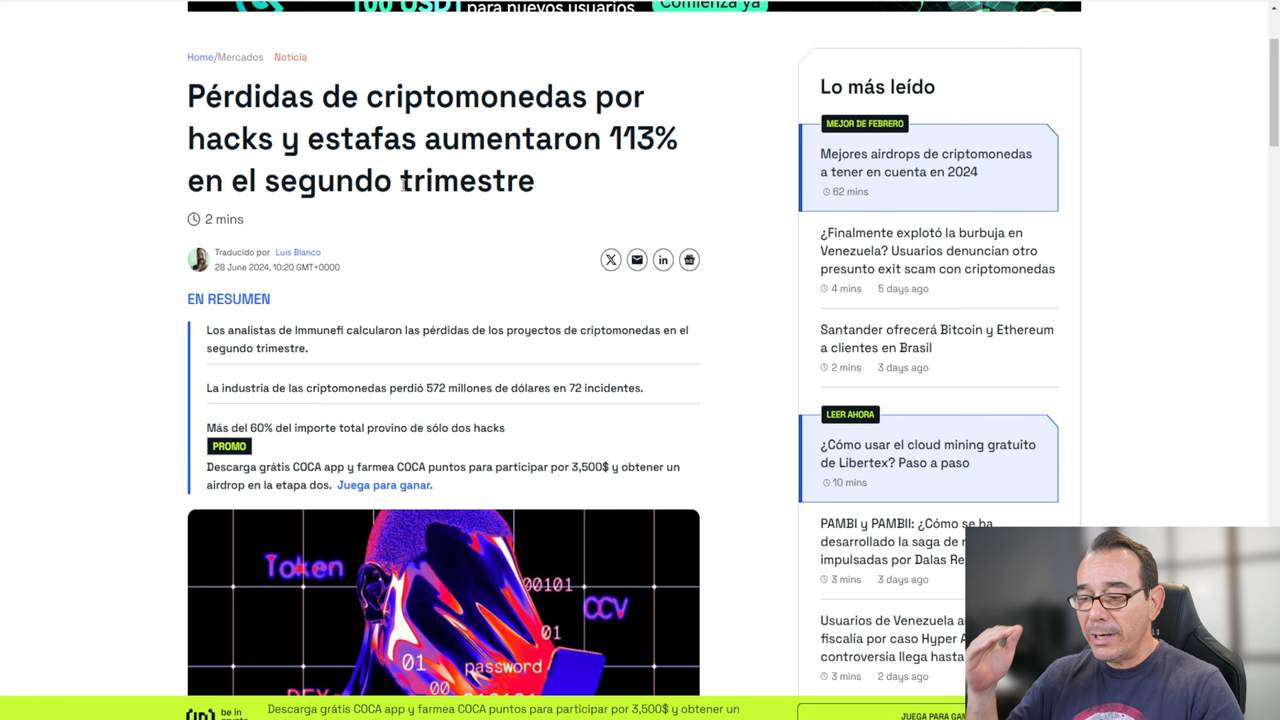 100 USDT
para nuevos usuarios
Comienza ya
Home/Mercados Noticia
Pérdidas de criptomonedas por
hacks y estafas aumentaron 113%
en el segundo trimestre
2 mins
Traducido por Luis Blanco
28 June 2024, 10:20 GMT+0000
EN RESUMEN
Los analistas de Immunefi calcularon las pérdidas de los proyectos de criptomonedas en el
segundo trimestre.
La industria de las criptomonedas perdió 572 millones de dólares en 72 incidentes.
Más del 60% del importe total provino de sólo dos hacks
PROMO
Descarga grátis COCA app y farmea COCA puntos para participar por 3,500$ y obtener un
airdrop en la etapa dos. Juega para ganar.
Token
00101
CCV
01
01
password
00
Lo más leído
MEJOR DE FEBRERO
Mejores airdrops de criptomonedas
a tener en cuenta en 2024
62 mins
¿Finalmente explotó la burbuja en
Venezuela? Usuarios denuncian otro
presunto exit scam con criptomonedas
4 mins 5 days ago
Santander ofrecerá Bitcoin y Ethereum
a clientes en Brasil
2 mins 3 days ago
LEER AHORA
¿Cómo usar el cloud mining gratuito
de Libertex? Paso a paso
10 mins
PAMBI y PAMBII: ¿Cómo se ha
desarrollado la saga de
impulsadas por Dalas
3 mins 3 days ago
Usuarios de Venezuela
fiscalía por caso Hyper
controversia llega hasta
3 mins 2 days ago
be in
Descarga grátis COCA app y farmea COCA puntos para participar por 3,500$ y obtener un
JUEGA PARA